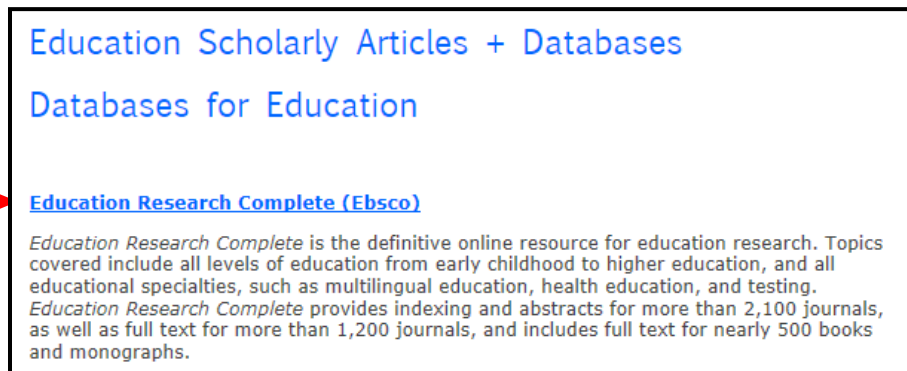 Education Scholarly Articles + Databases
Databases for Education
Education Research Complete (Ebsco)
Education Research Complete is the definitive online resource for education research. Topics
covered include all levels of education from early childhood to higher education, and all
educational specialties, such as multilingual education, health education, and testing.
Education Research Complete provides indexing and abstracts for more than 2,100 journals,
as well as full text for more than 1,200 journals, and includes full text for nearly 500 books
and monographs.